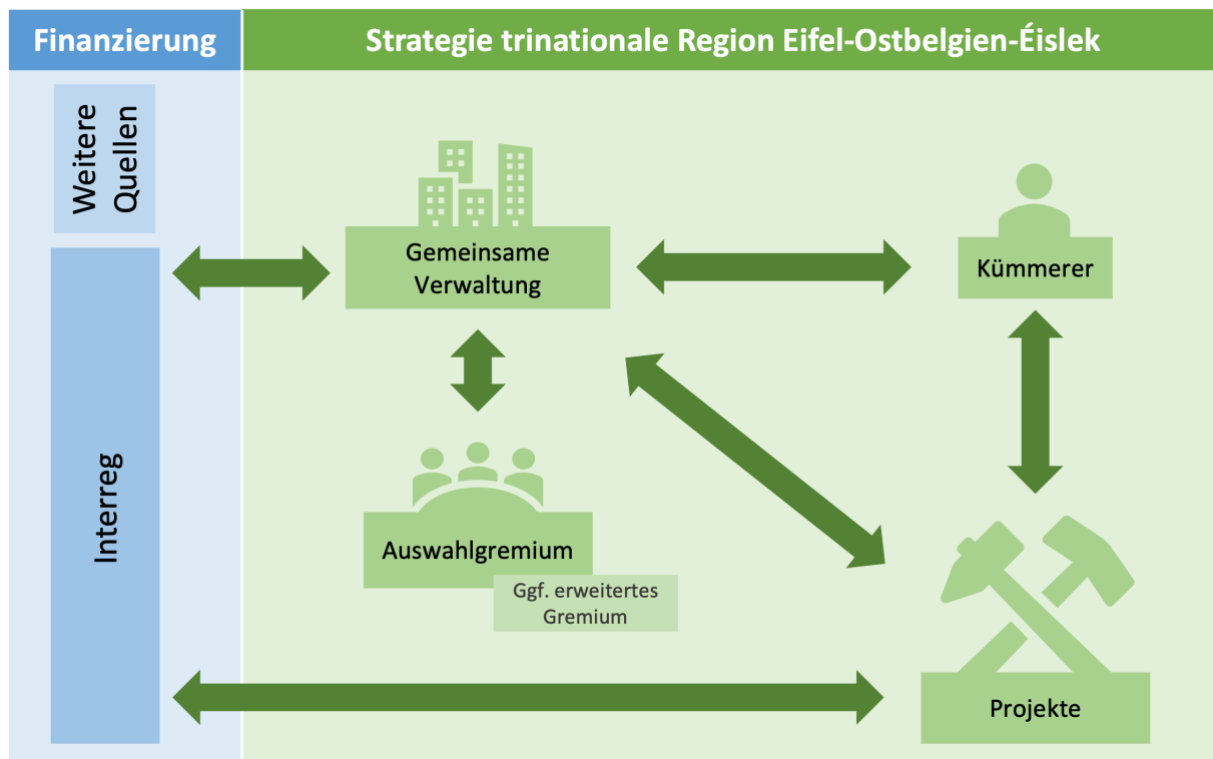 Finanzierung
Strategie trinationale Region Eifel-Ostbelgien-Éislek
Weitere
Quellen
Interreg
Gemeinsame
Verwaltung
Kümmerer
Auswahlgremium
Ggf. erweitertes
Gremium
Projekte